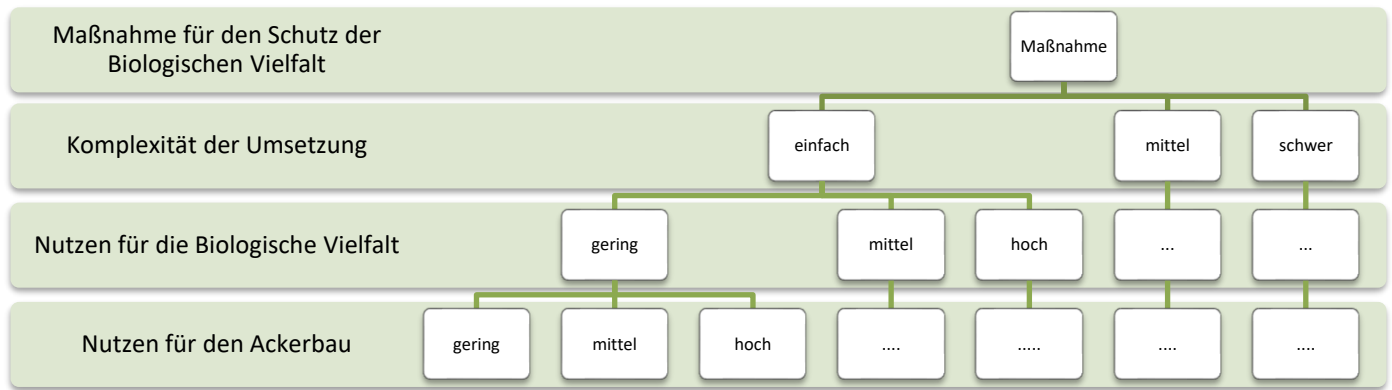 Maßnahme für den Schutz der
Biologischen Vielfalt
Maßnahme
Komplexität der Umsetzung
einfach
mittel
schwer
Nutzen für die Biologische Vielfalt
gering
mittel
hoch
...
...
Nutzen für den Ackerbau
gering
mittel
hoch
....
.....
....
....